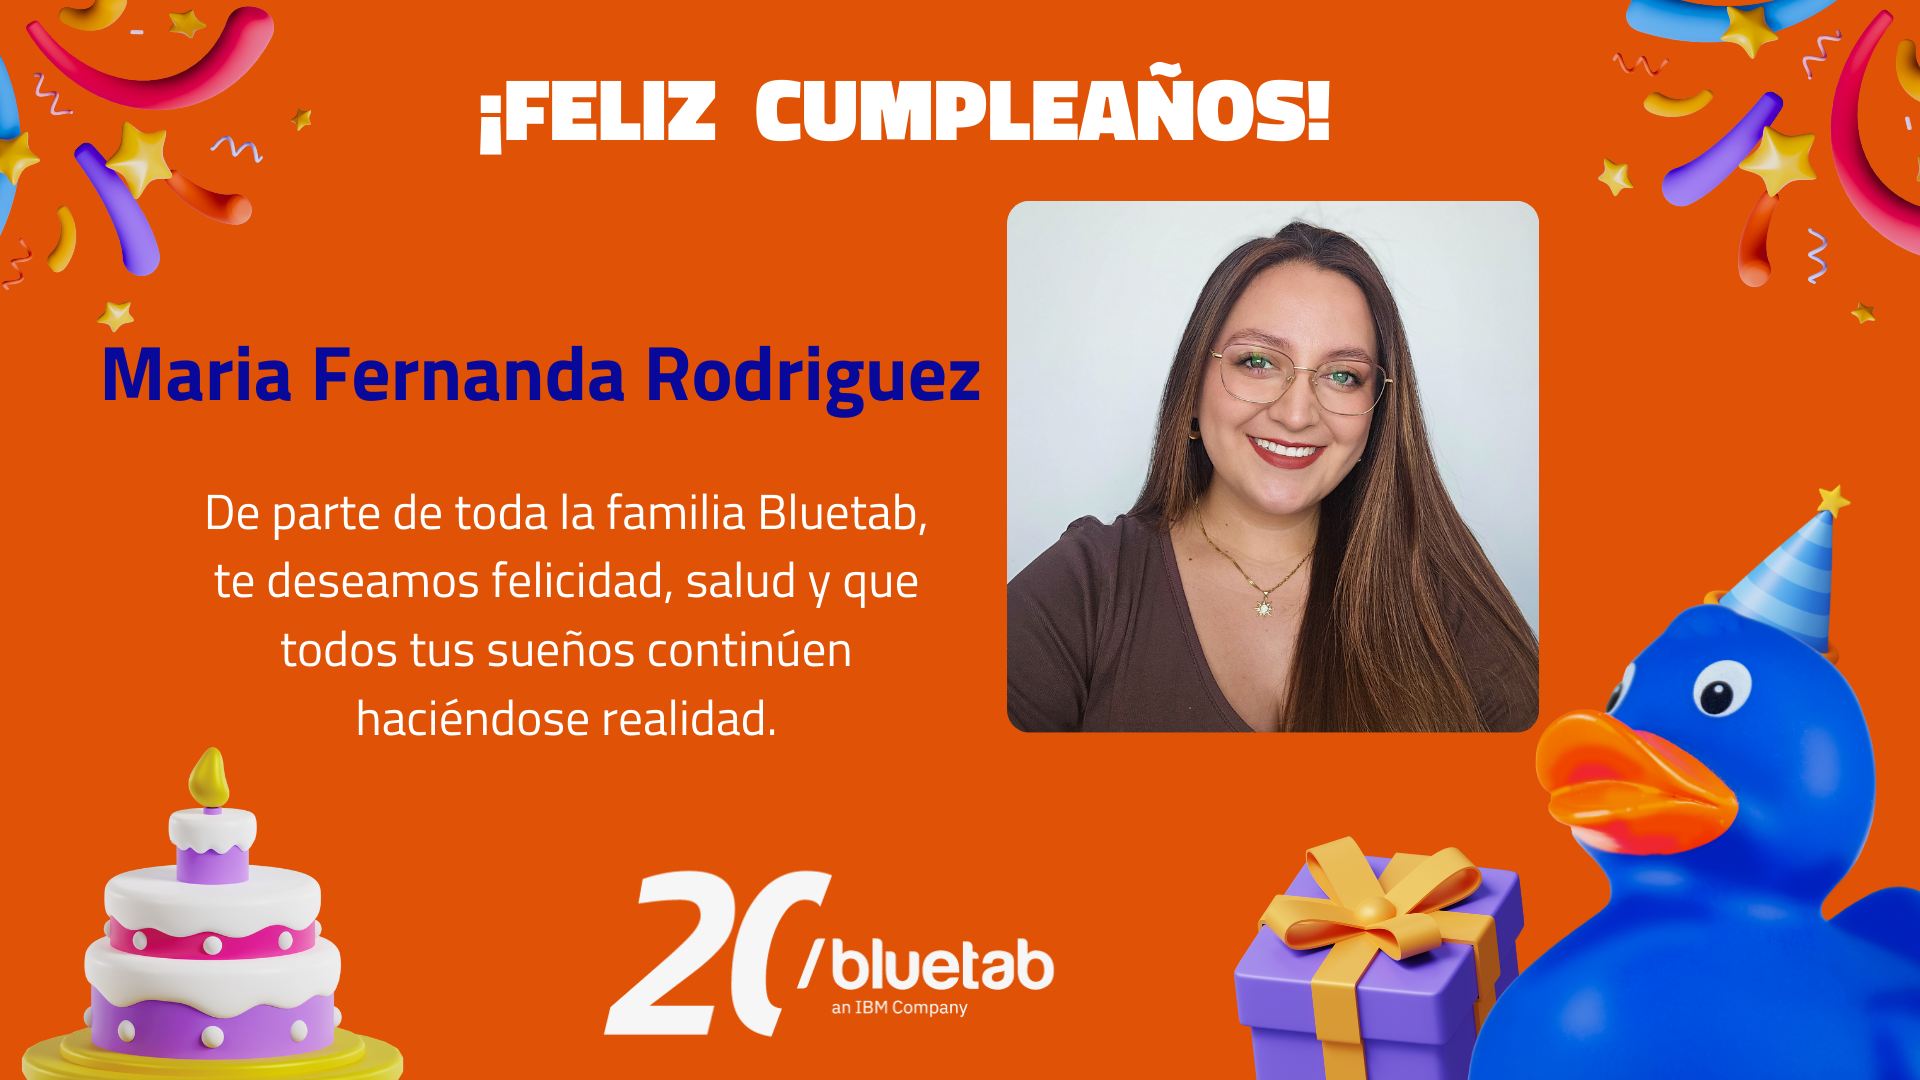 ¡FELIZ CUMPLEAÑOS!
Maria Fernanda Rodriguez
De parte de toda la familia Bluetab,
te deseamos felicidad, salud y que
todos tus sueños continúen
haciéndose realidad.
20/bluetab
an IBM Company